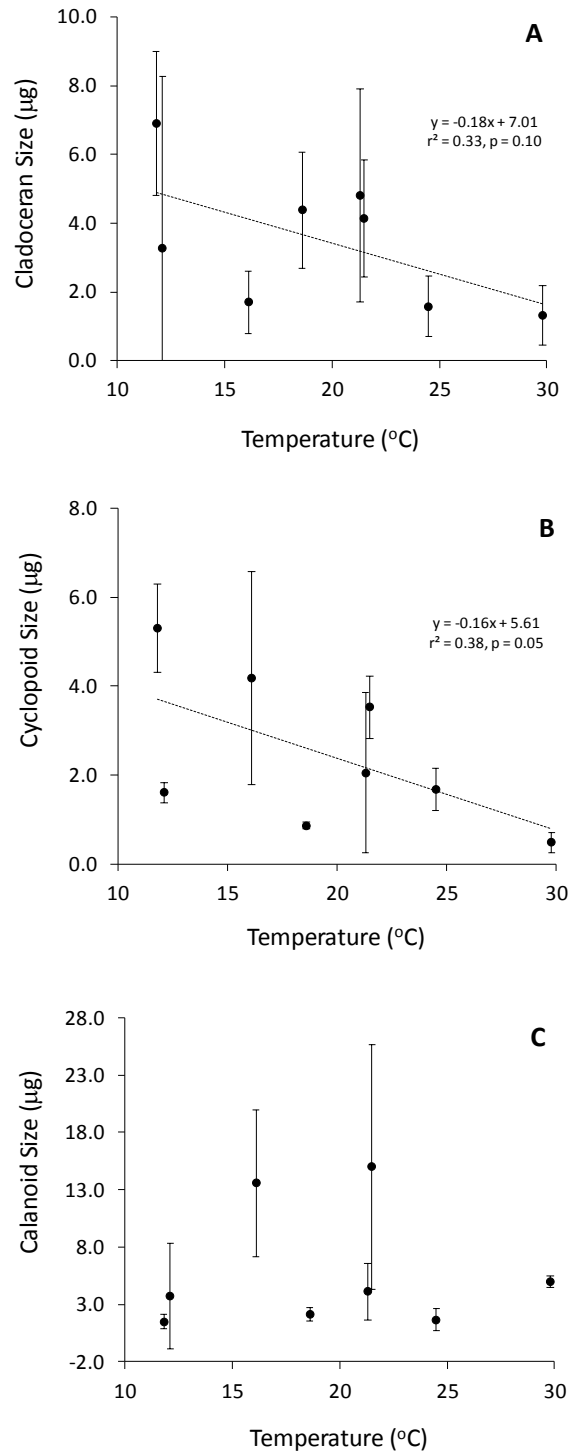 A
10.0
8.0
6.0
4.0
2.0
0.0
Cladoceran Size (µg)
y = -0.18x + 7.01
r² = 0.33, p = 0.10
10 15 20 25 30
Temperature (°C)
B
8.0
6.0
4.0
2.0
0.0
Cyclopoid Size (µg)
y = -0.16x + 5.61
r² = 0.38, p = 0.05
10 15 20 25 30
Temperature (°C)
C
28.0
23.0
18.0
13.0
8.0
3.0
-2.0
Calanoid Size (µg)
10 15 20 25 30
Temperature (°C)